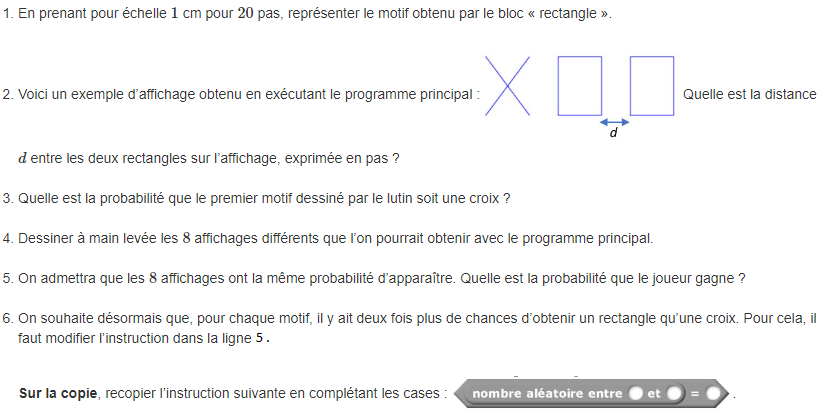 1. En prenant pour échelle 1 cm pour 20 pas, représenter le motif obtenu par le bloc « rectangle ».
2. Voici un exemple d'affichage obtenu en exécutant le programme principal : Quelle est la distance
d
d entre les deux rectangles sur l'affichage, exprimée en pas ?
3. Quelle est la probabilité que le premier motif dessiné par le lutin soit une croix ?
4. Dessiner à main levée les 8 affichages différents que l'on pourrait obtenir avec le programme principal.
5. On admettra que les 8 affichages ont la même probabilité d'apparaître. Quelle est la probabilité que le joueur gagne ?
6. On souhaite désormais que, pour chaque motif, il y ait deux fois plus de chances d'obtenir un rectangle qu'une croix. Pour cela, il
faut modifier l'instruction dans la ligne 5.
Sur la copie, recopier l'instruction suivante en complétant les cases : nombre aléatoire entre et = .